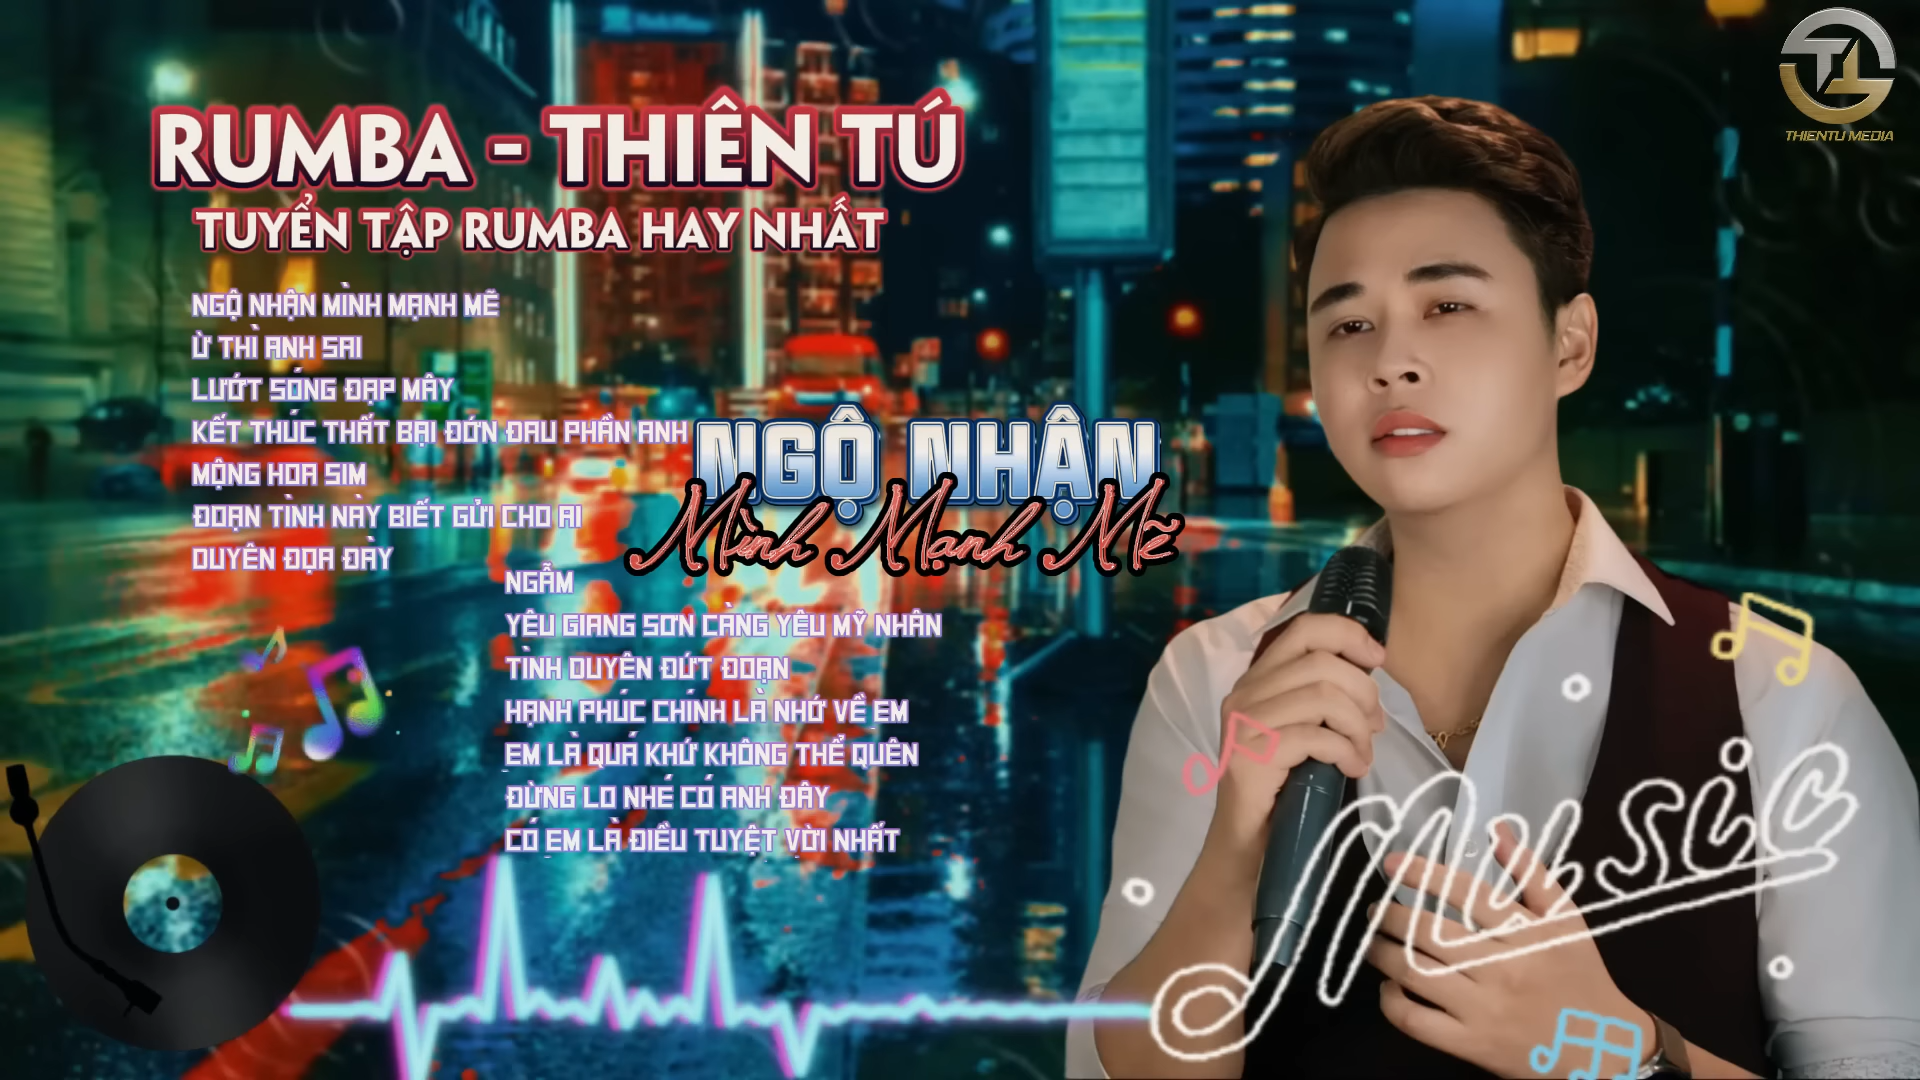 RUMBA - THIÊN TÚ
TUYỂN TẬP RUMBA HAY NHẤT
NGỘ NHẬN MÌNH MẠNH MẼ
Ừ THÌ ANH SAI
LƯỚT SÓNG ĐẠP MÂY
KẾT THÚC THẤT BẠI ĐỚN ĐAU PHẦN ANH
MỘNG HOA SIM
ĐOẠN TÌNH NÀY BIẾT GỬI CHO AI
DUYÊN ĐỌA ĐÀY
NGẪM
YÊU GIANG SƠN CÀNG YÊU MỸ NHÂN
TÌNH DUYÊN ĐỨT ĐOẠN
HẠNH PHÚC CHÍNH LÀ NHỚ VỀ EM
EM LÀ QUÁ KHỨ KHÔNG THỂ QUÊN
ĐỪNG LO NHÉ CÓ ANH ĐÂY
CÓ EM LÀ ĐIỀU TUYỆT VỜI NHẤT
NGỘ NHẬN
Mình Mạnh Mẽ
THIENTU MEDIA
Music